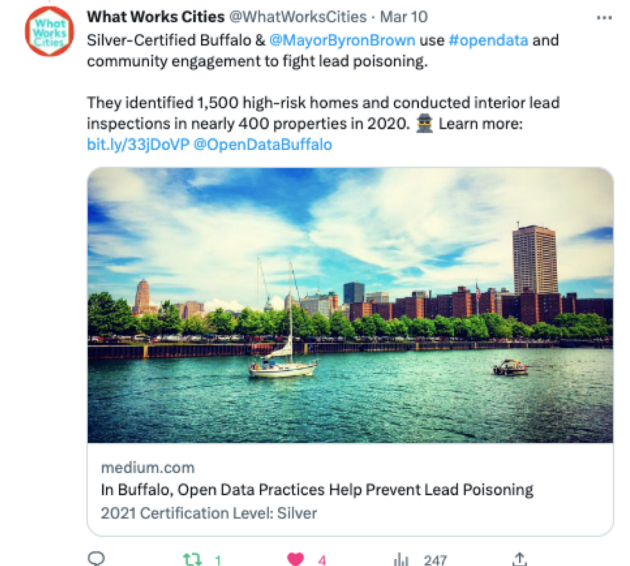 What Works Cities @WhatWorksCities · Mar 10
What
Works
Cities
Silver-Certified Buffalo & @MayorByronBrown use #opendata and
community engagement to fight lead poisoning.
They identified 1,500 high-risk homes and conducted interior lead
inspections in nearly 400 properties in 2020. Learn more:
bit.ly/33jDoVP @OpenDataBuffalo
medium.com
In Buffalo, Open Data Practices Help Prevent Lead Poisoning
2021 Certification Level: Silver
1 4 247